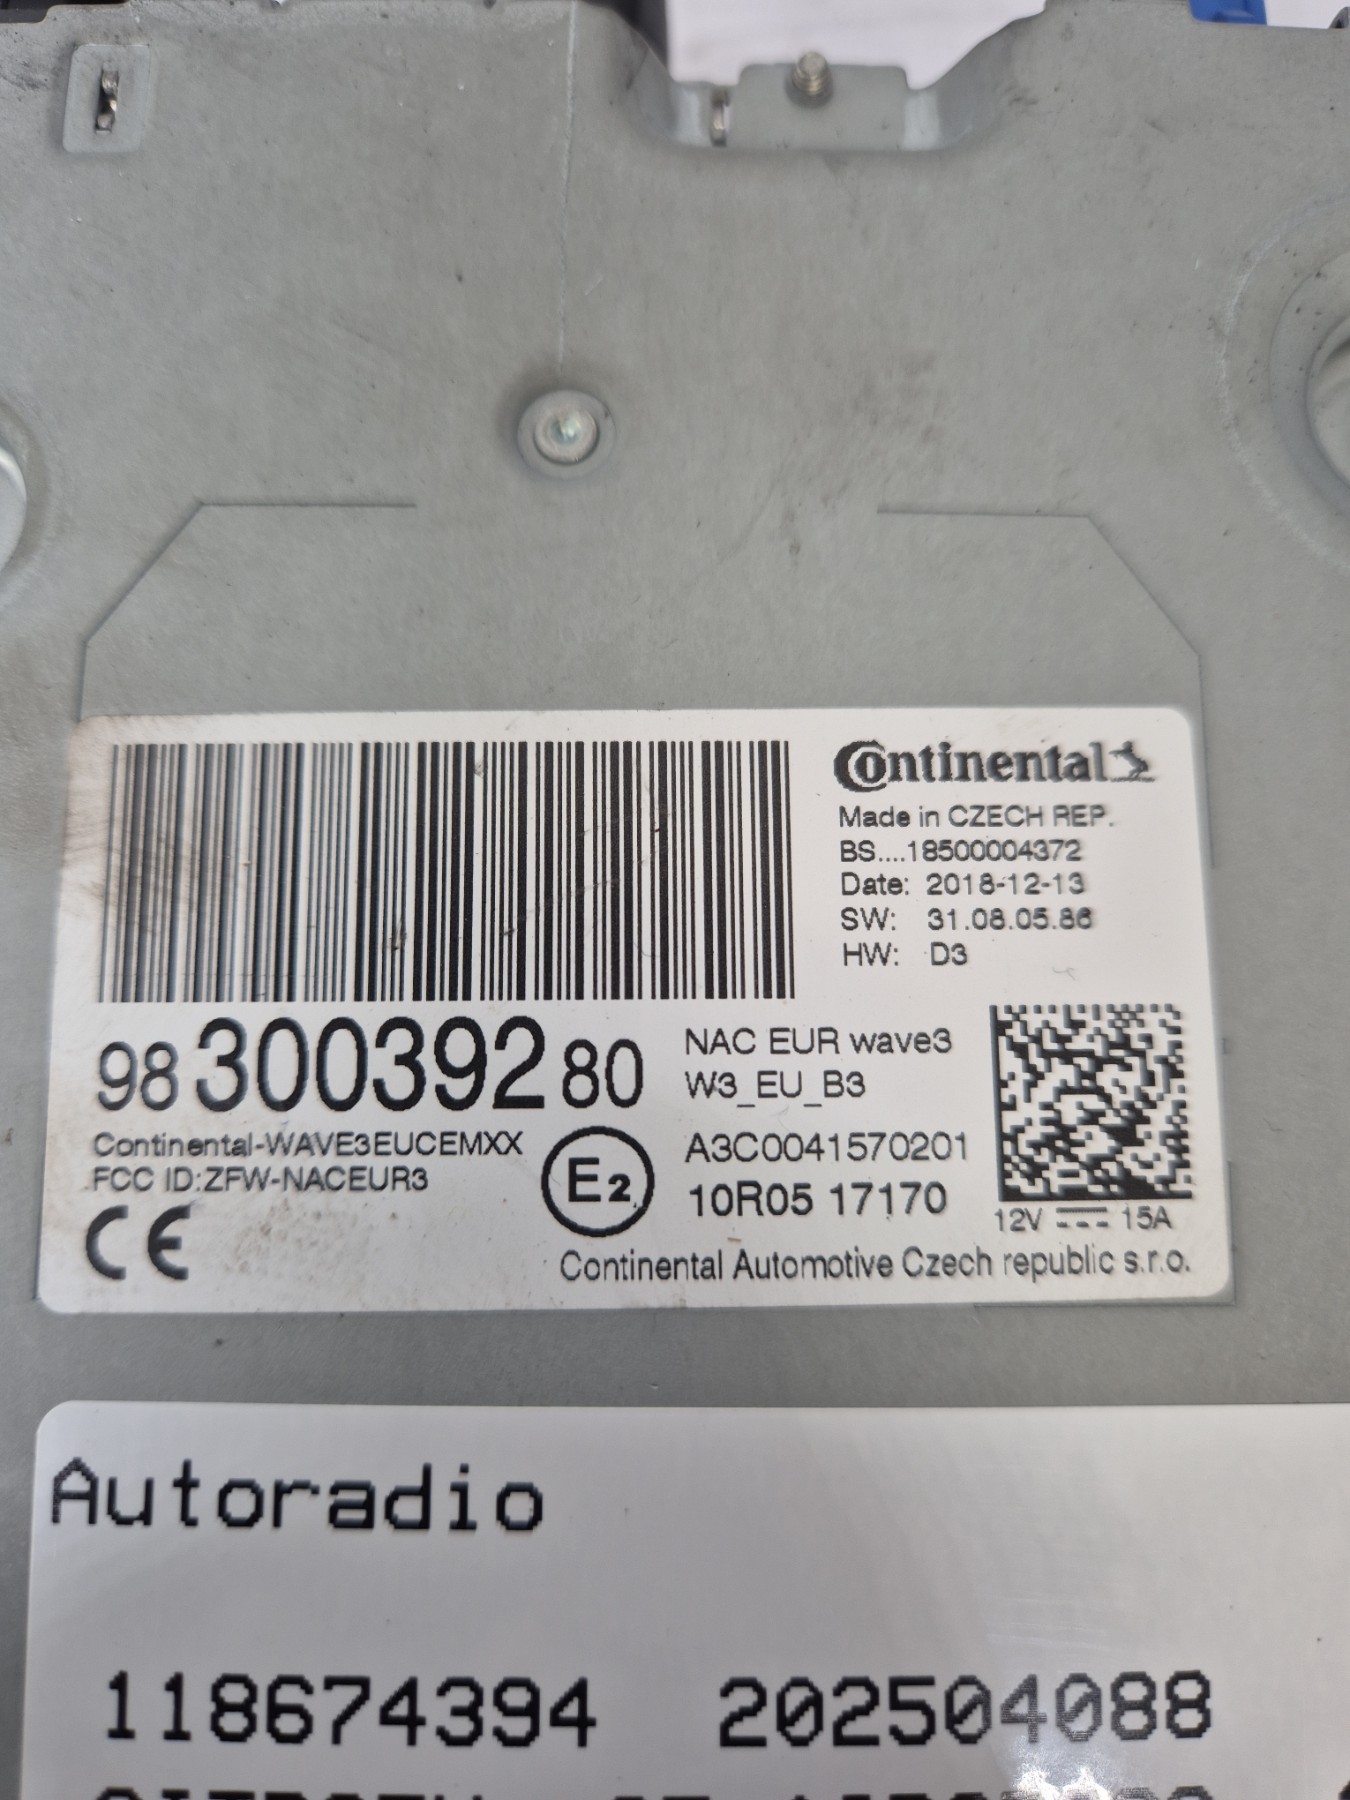 Continental
Made in CZECH REP.
BS....18500004372
Date: 2018-12-13
SW: 31.08.05.86
HW: D3
98 300039280
NAC EUR wave3
W3_EU_B3
Continental-WAVE3EUCEMXX
FCC ID:ZFW-NACEUR3
CE
E2
A3C0041570201
10R05 17170
12V 15A
Continental Automotive Czech republic s.r.o.
Autoradio
118674394 202504088